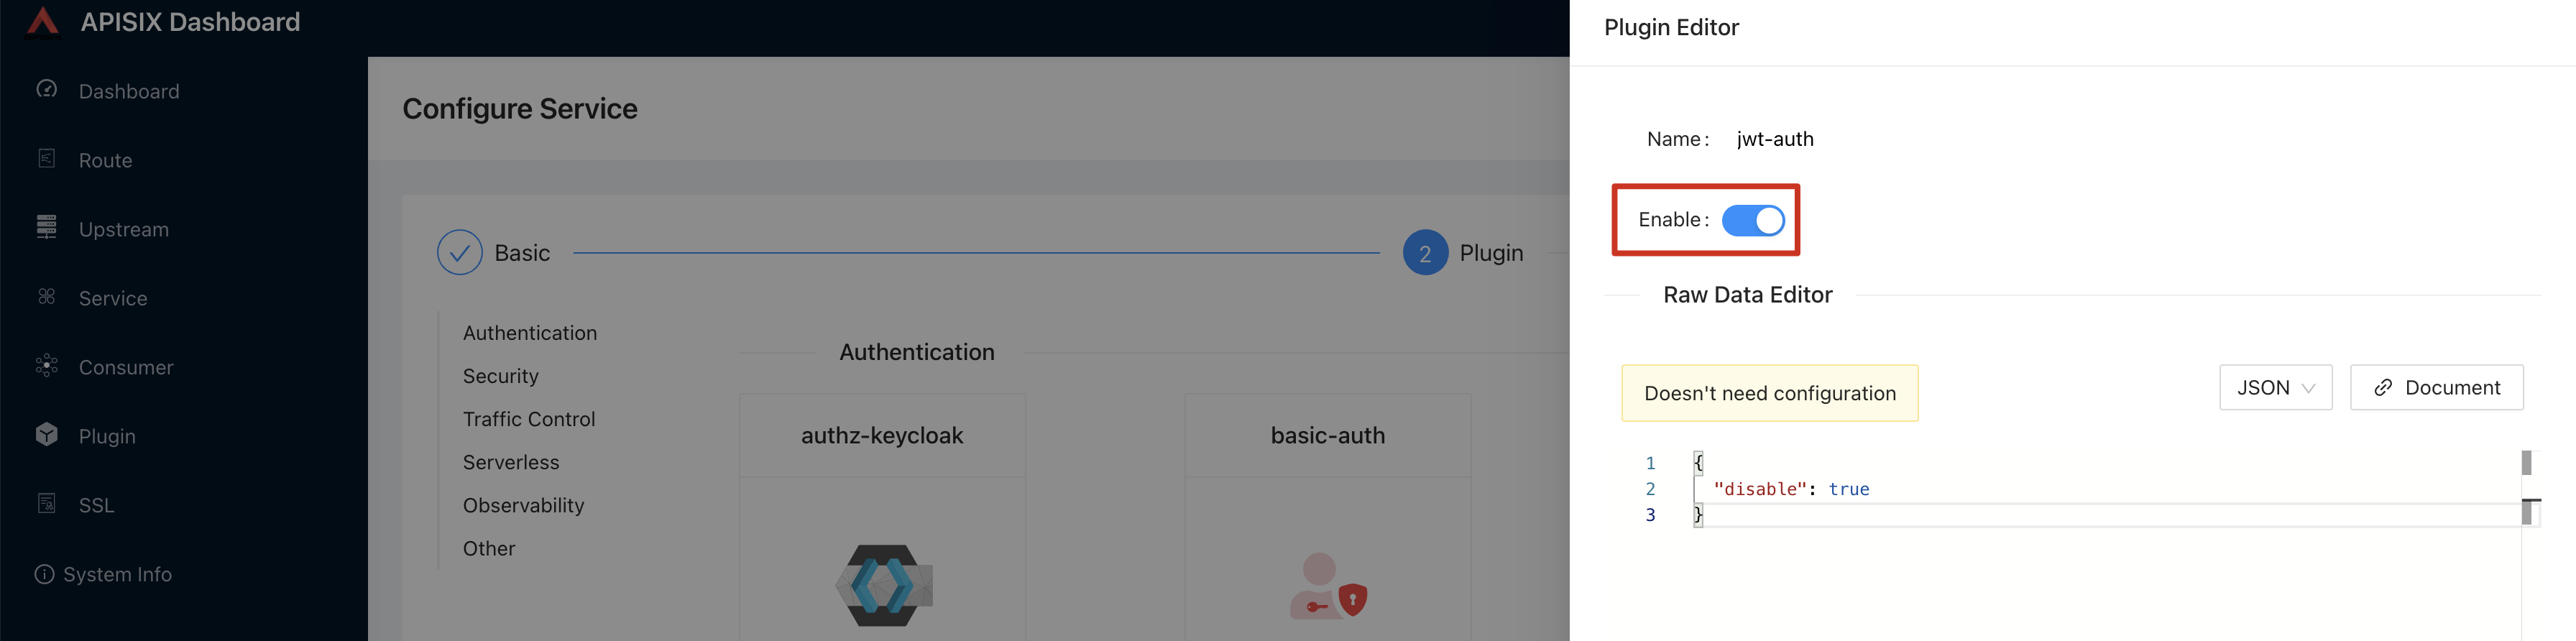 APISIX Dashboard
Dashboard
Route
Upstream
Service
Consumer
Plugin
SSL
System Info
Configure Service
Basic
2 Plugin
Authentication
Security
Traffic Control
Serverless
Observability
Other
Authentication
authz-keycloak
basic-auth
Plugin Editor
Name: jwt-auth
Enable:
Raw Data Editor
Doesn't need configuration
JSON
Document
1 {
2 "disable": true
3 }